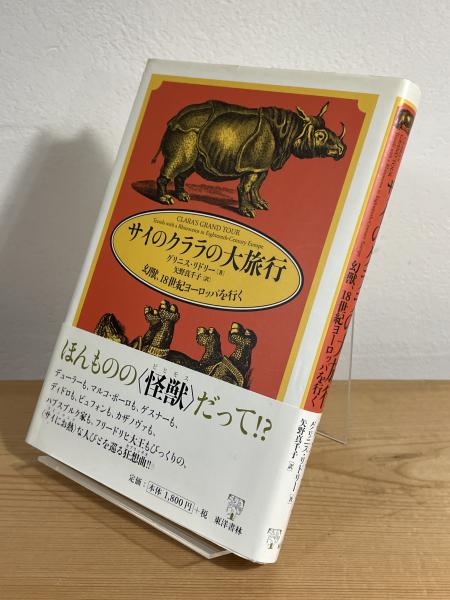 CLARA'S GRAND TOUR
Travels with a Rhinoceros in Eighteenth-Century Europe
サイのクララの大旅行
グリニス・リドリー［著］
矢野真千子［訳］
幻獣、18世紀ヨーロッパを行く
ほんものの〈怪獣〉だって!?
ビヒモス
デューラーも、マルコ・ポーロも、ゲスナーも、
ディドロも、ビュフォンも、カザノヴァも、
ハプスブルク家も、フリードリヒ大王もびっくりの、
〈サイにお熱〉な人びとを巡る狂想曲!!
定価:本体1,800円+税
東洋書林
幻獣、18世紀ヨーロッパを行く
グリニス・リドリー［著］
矢野真千子［訳］